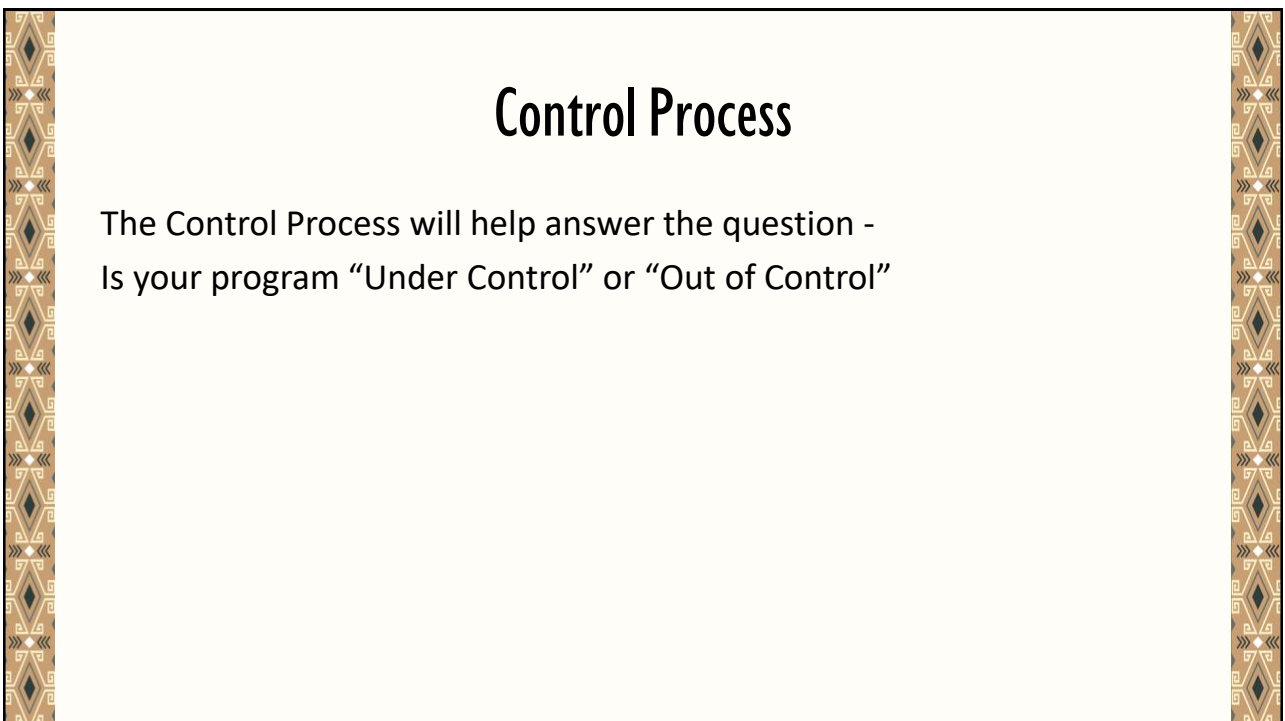 Control Process
The Control Process will help answer the question -
Is your program “Under Control” or “Out of Control”